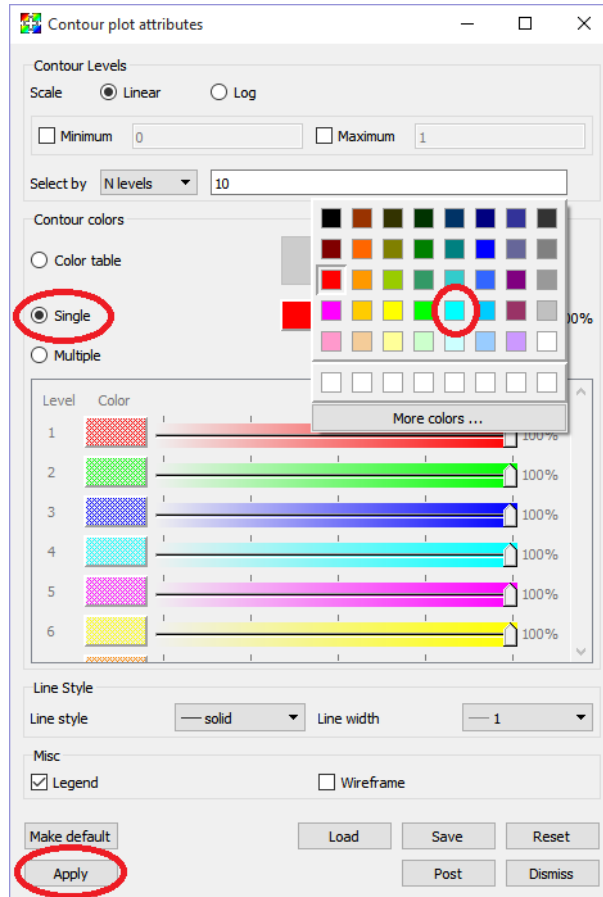 Contour plot attributes
Contour Levels
Scale Linear Log
Minimum 0 Maximum 1
Select by N levels 10
Contour colors
Color table
Single 00%
Multiple
More colors ...
Level Color
1 100%
2 100%
3 100%
4 100%
5 100%
6 100%
Line Style
Line style solid Line width 1
Misc
Legend Wireframe
Make default Load Save Reset
Apply Post Dismiss